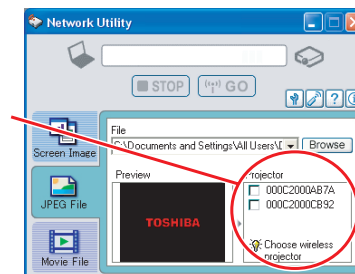 Network Utility
STOP
GO
?
Screen Image
JPEG File
Movie File
File
C:\Documents and Settings\All Users\D
Browse
Preview
TOSHIBA
Projector
000C2000AB7A
000C2000CB92
Choose wireless
projector